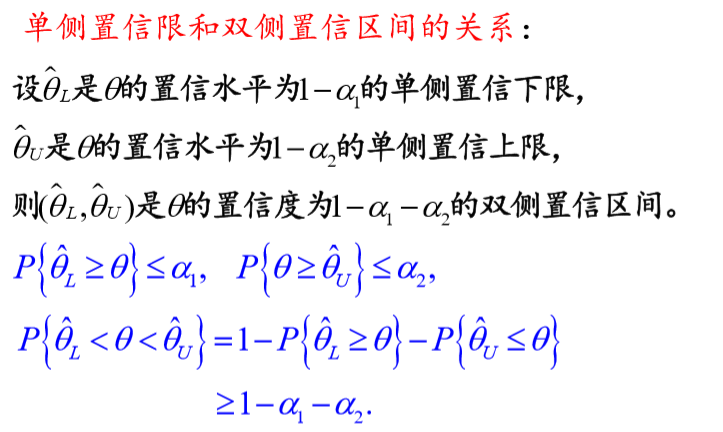 单侧置信限和双侧置信区间的关系：
设θ̂_L是θ的置信水平为1−α₁的单侧置信下限，
θ̂_U是θ的置信水平为1−α₂的单侧置信上限，
则(θ̂_L,θ̂_U)是θ的置信度为1−α₁−α₂的双侧置信区间。
P{θ̂_L≥θ}≤α₁, P{θ≥θ̂_U}≤α₂,
P{θ̂_L<θ<θ̂_U}=1−P{θ̂_L≥θ}−P{θ̂_U≤θ}
≥1−α₁−α₂.